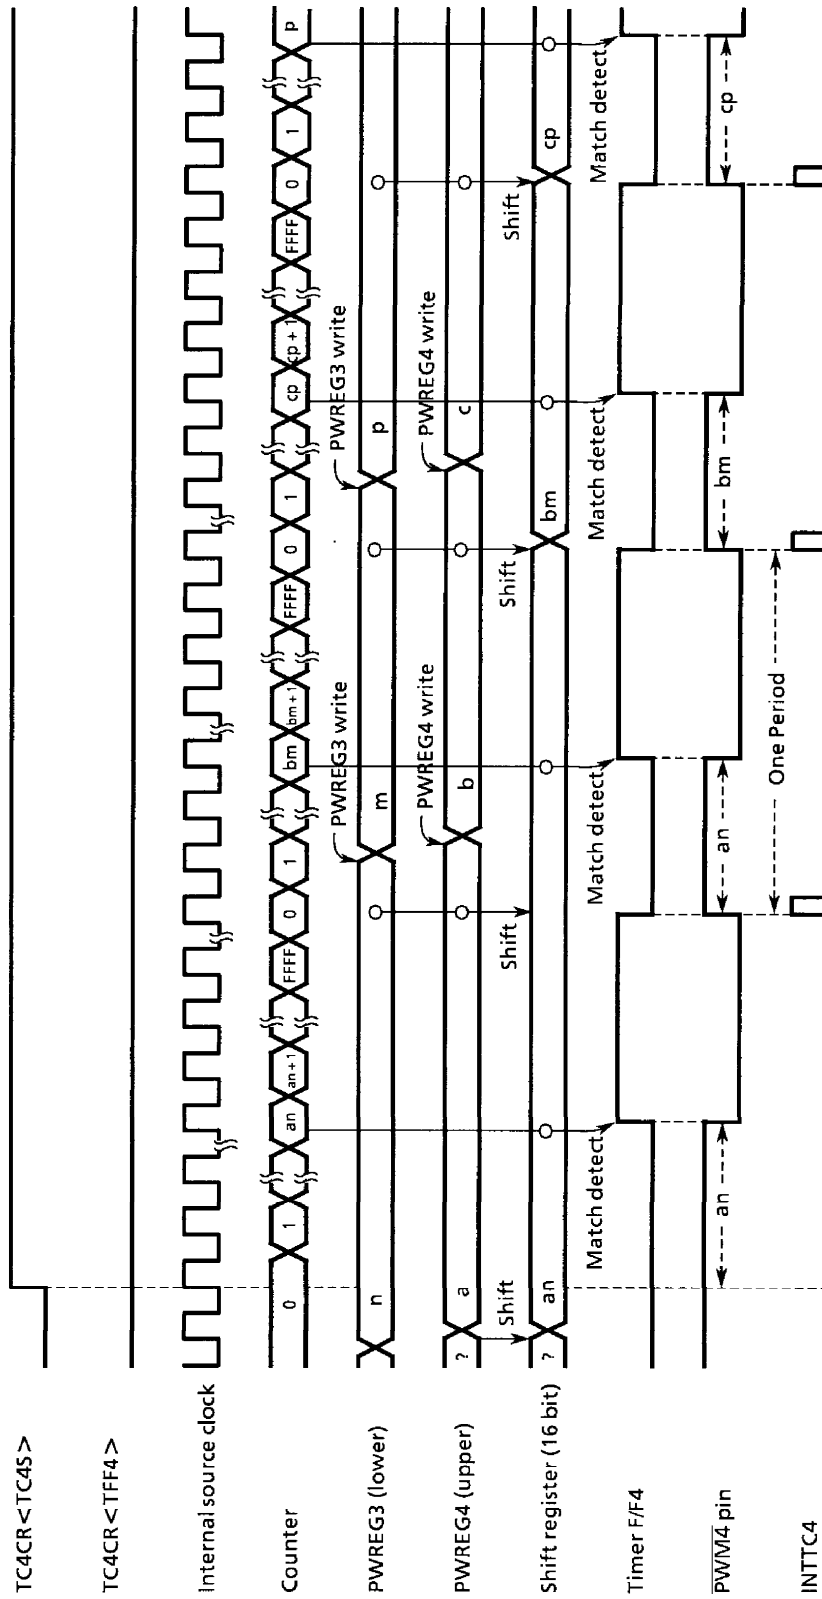 TC4CR<TC4S>
TC4CR<TFF4>
Internal source clock
Counter 0 1 an an + 1 FFFF 0 1 bm bm + 1 FFFF 0 1 cp cp + 1 FFFF 0 1 p
PWREG3 write PWREG3 write
PWREG3 (lower) n m p
PWREG4 write PWREG4 write
PWREG4 (upper) ? a b c
Shift Shift Shift Shift
Shift register (16 bit) ? an bm cp
Match detect Match detect Match detect Match detect
Timer F/F4
PWM4 pin an an bm cp
One Period
INTTC4